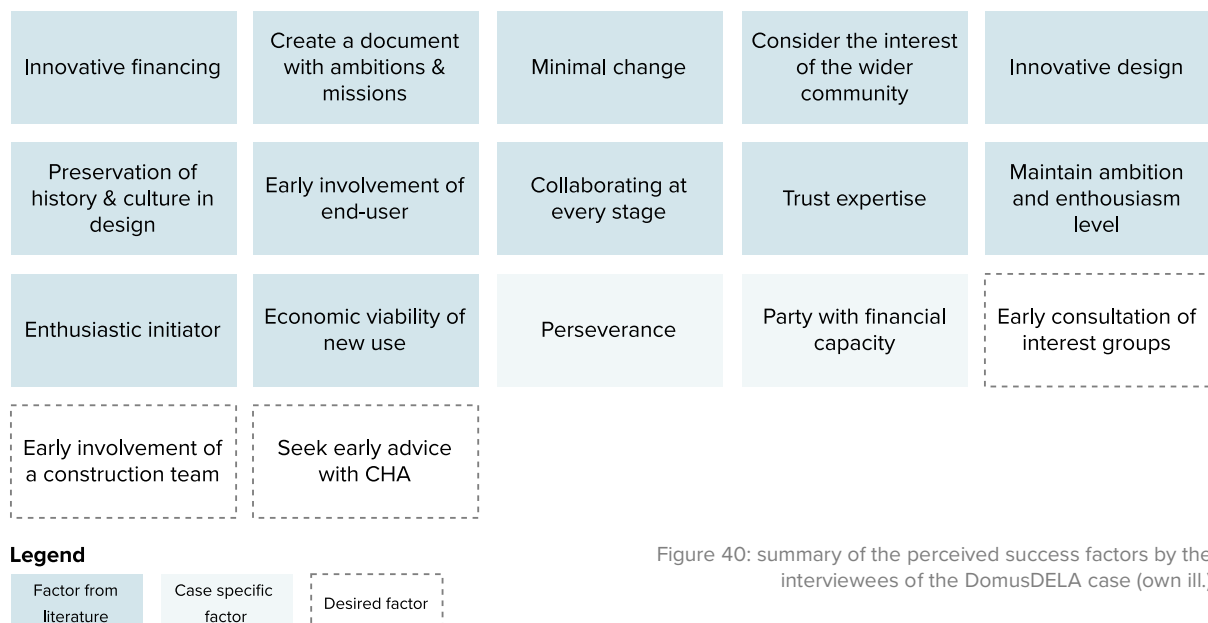 Innovative financing
Create a document
with ambitions &
missions
Minimal change
Consider the interest
of the wider
community
Innovative design
Preservation of
history & culture in
design
Early involvement of
end-user
Collaborating at
every stage
Trust expertise
Maintain ambition
and enthousiasm
level
Enthusiastic initiator
Economic viability of
new use
Perseverance
Party with financial
capacity
Early consultation of
interest groups
Early involvement of
a construction team
Seek early advice
with CHA
Legend
Factor from
literature
Case specific
factor
Desired factor
Figure 40: summary of the perceived success factors by the
interviewees of the DomusDELA case (own ill.)